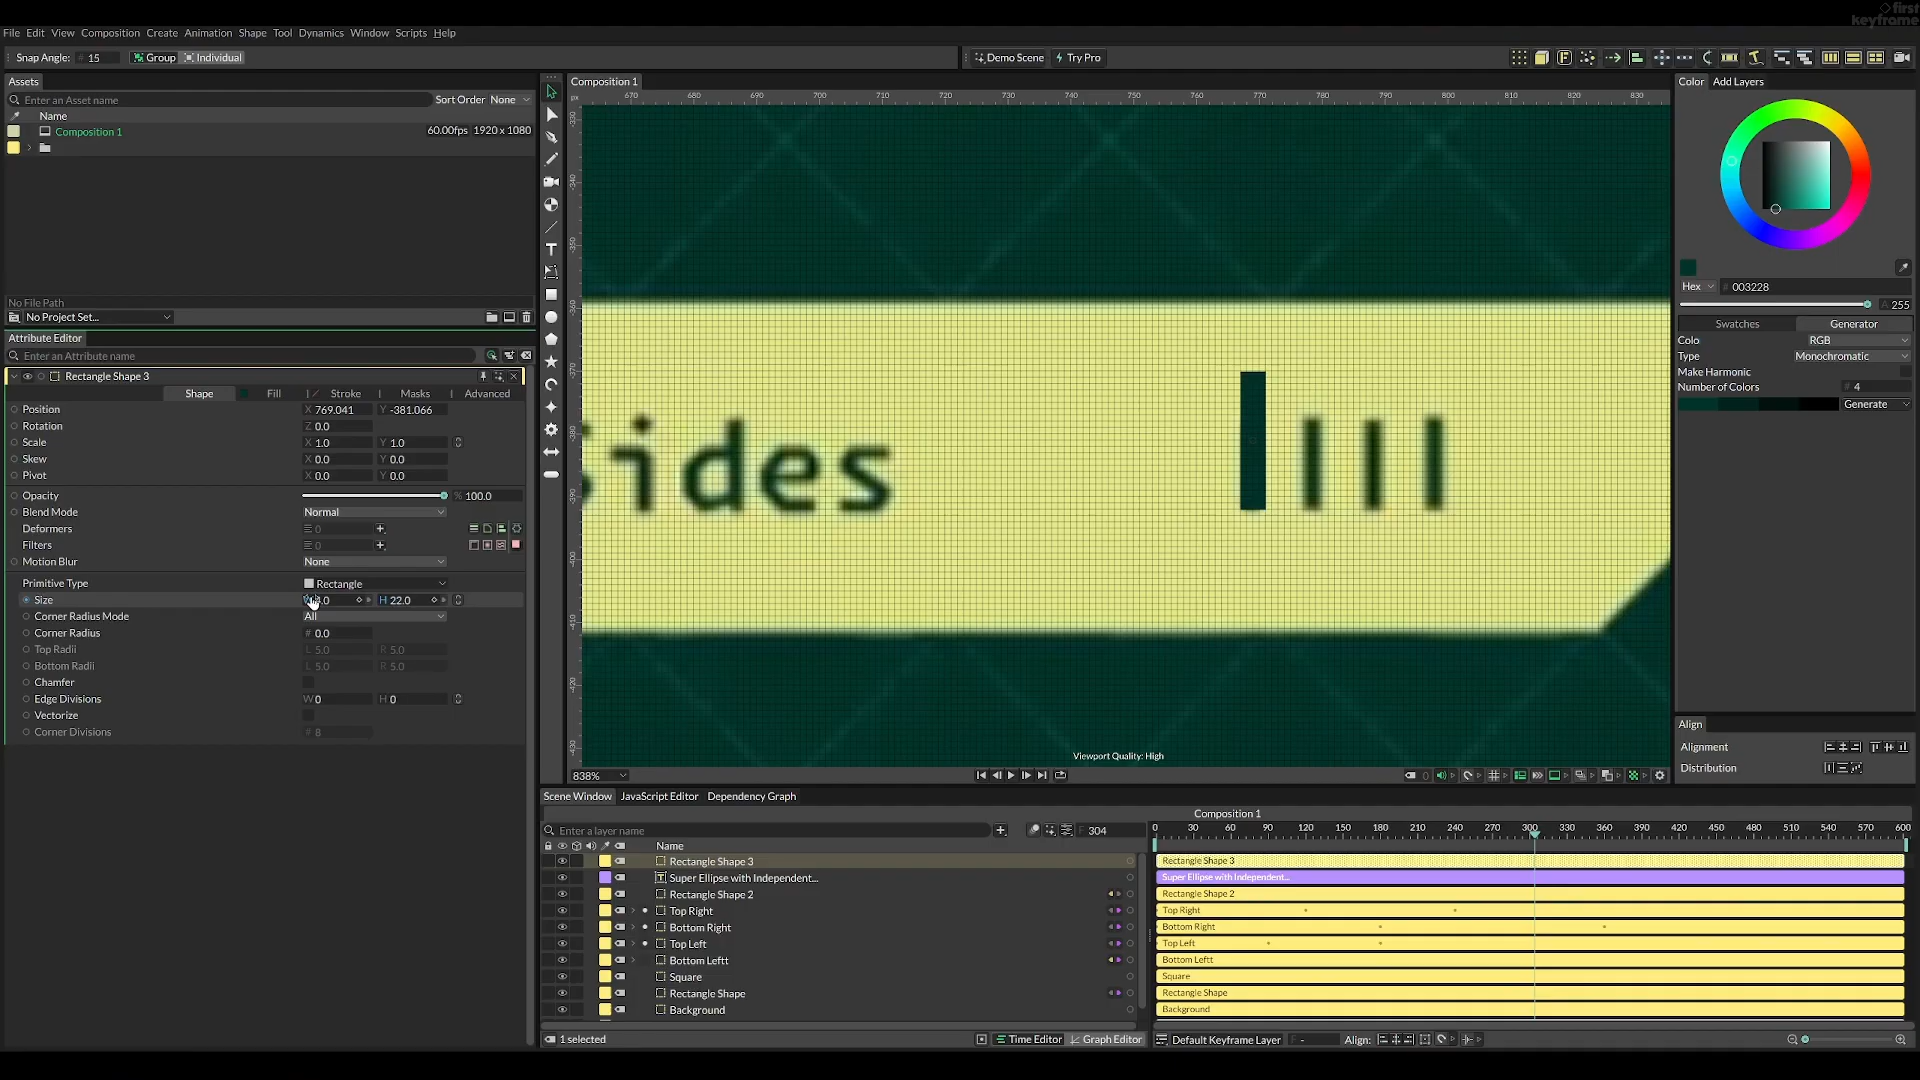 first
keyframe
File Edit View Composition Create Animation Shape Tool Dynamics Window Scripts Help
Snap Angle: # 15 Group Individual Demo Scene Try Pro
Assets
Enter an Asset name Sort Order None
Name
Composition 1 60.00fps 1920 x 1080
No File Path
No Project Set...
Attribute Editor
Enter an Attribute name
Rectangle Shape 3
Shape Fill Stroke Masks Advanced
Position X 769.041 Y -381.066
Rotation Z 0.0
Scale X 1.0 Y 1.0
Skew X 0.0 Y 0.0
Pivot X 0.0 Y 0.0
Opacity % 100.0
Blend Mode Normal
Deformers 0
Filters 0
Motion Blur None
Primitive Type Rectangle
Size H 22.0
Corner Radius Mode All
Corner Radius # 0.0
Top Radii L 5.0 R 5.0
Bottom Radii L 5.0 R 5.0
Chamfer
Edge Divisions W 0 H 0
Vectorize
Corner Divisions # 8
Composition 1
px 670 680 690 700 710 720 730 740 750 760 770 780 790 800 810 820 830
-330
-340
-350
-360
-370
-380
-390
-400
-410
-420
-430
sides
Viewport Quality: High
838%
Color Add Layers
Hex # 003228
A 255
Swatches Generator
Colo RGB
Type Monochromatic
Make Harmonic
Number of Colors # 4
Generate
Align
Alignment
Distribution
Scene Window JavaScript Editor Dependency Graph
Enter a layer name F 304
Name
Rectangle Shape 3
Super Ellipse with Independent...
Rectangle Shape 2
Top Right
Bottom Right
Top Left
Bottom Leftt
Square
Rectangle Shape
Background
1 selected Time Editor Graph Editor
Composition 1
0 30 60 90 120 150 180 210 240 270 300 330 360 390 420 450 480 510 540 570 600
Rectangle Shape 3
Super Ellipse with Independent...
Rectangle Shape 2
Top Right
Bottom Right
Top Left
Bottom Leftt
Square
Rectangle Shape
Background
Default Keyframe Layer F - Align: